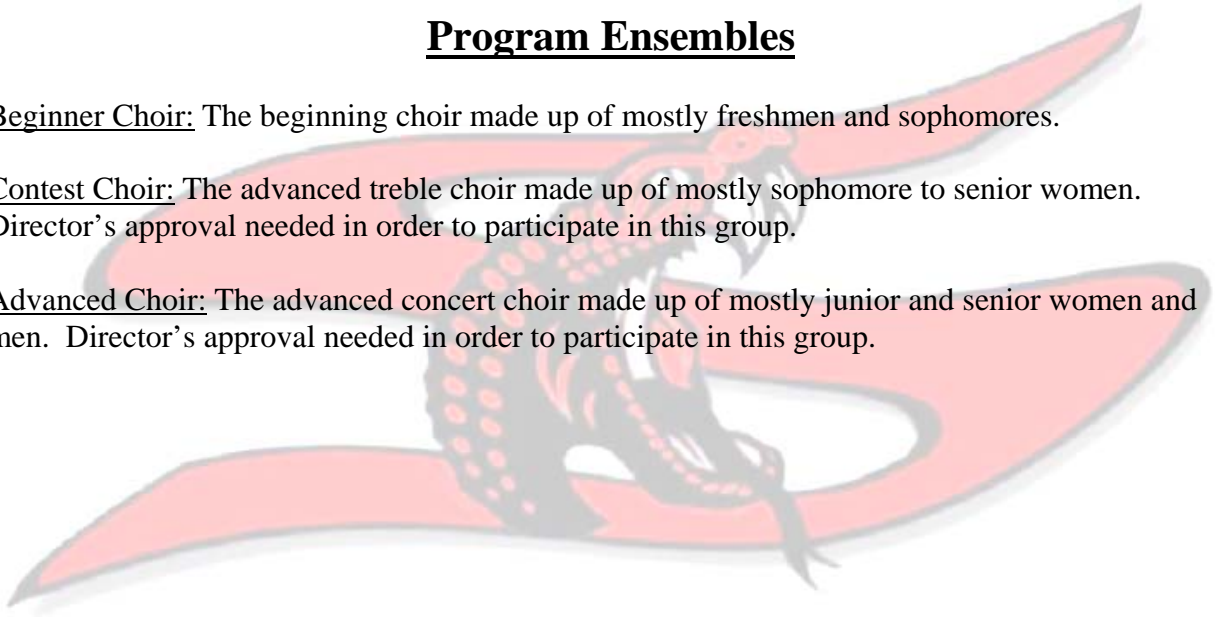 Program Ensembles
Beginner Choir: The beginning choir made up of mostly freshmen and sophomores.
Contest Choir: The advanced treble choir made up of mostly sophomore to senior women.
Director’s approval needed in order to participate in this group.
Advanced Choir: The advanced concert choir made up of mostly junior and senior women and
men.  Director’s approval needed in order to participate in this group.